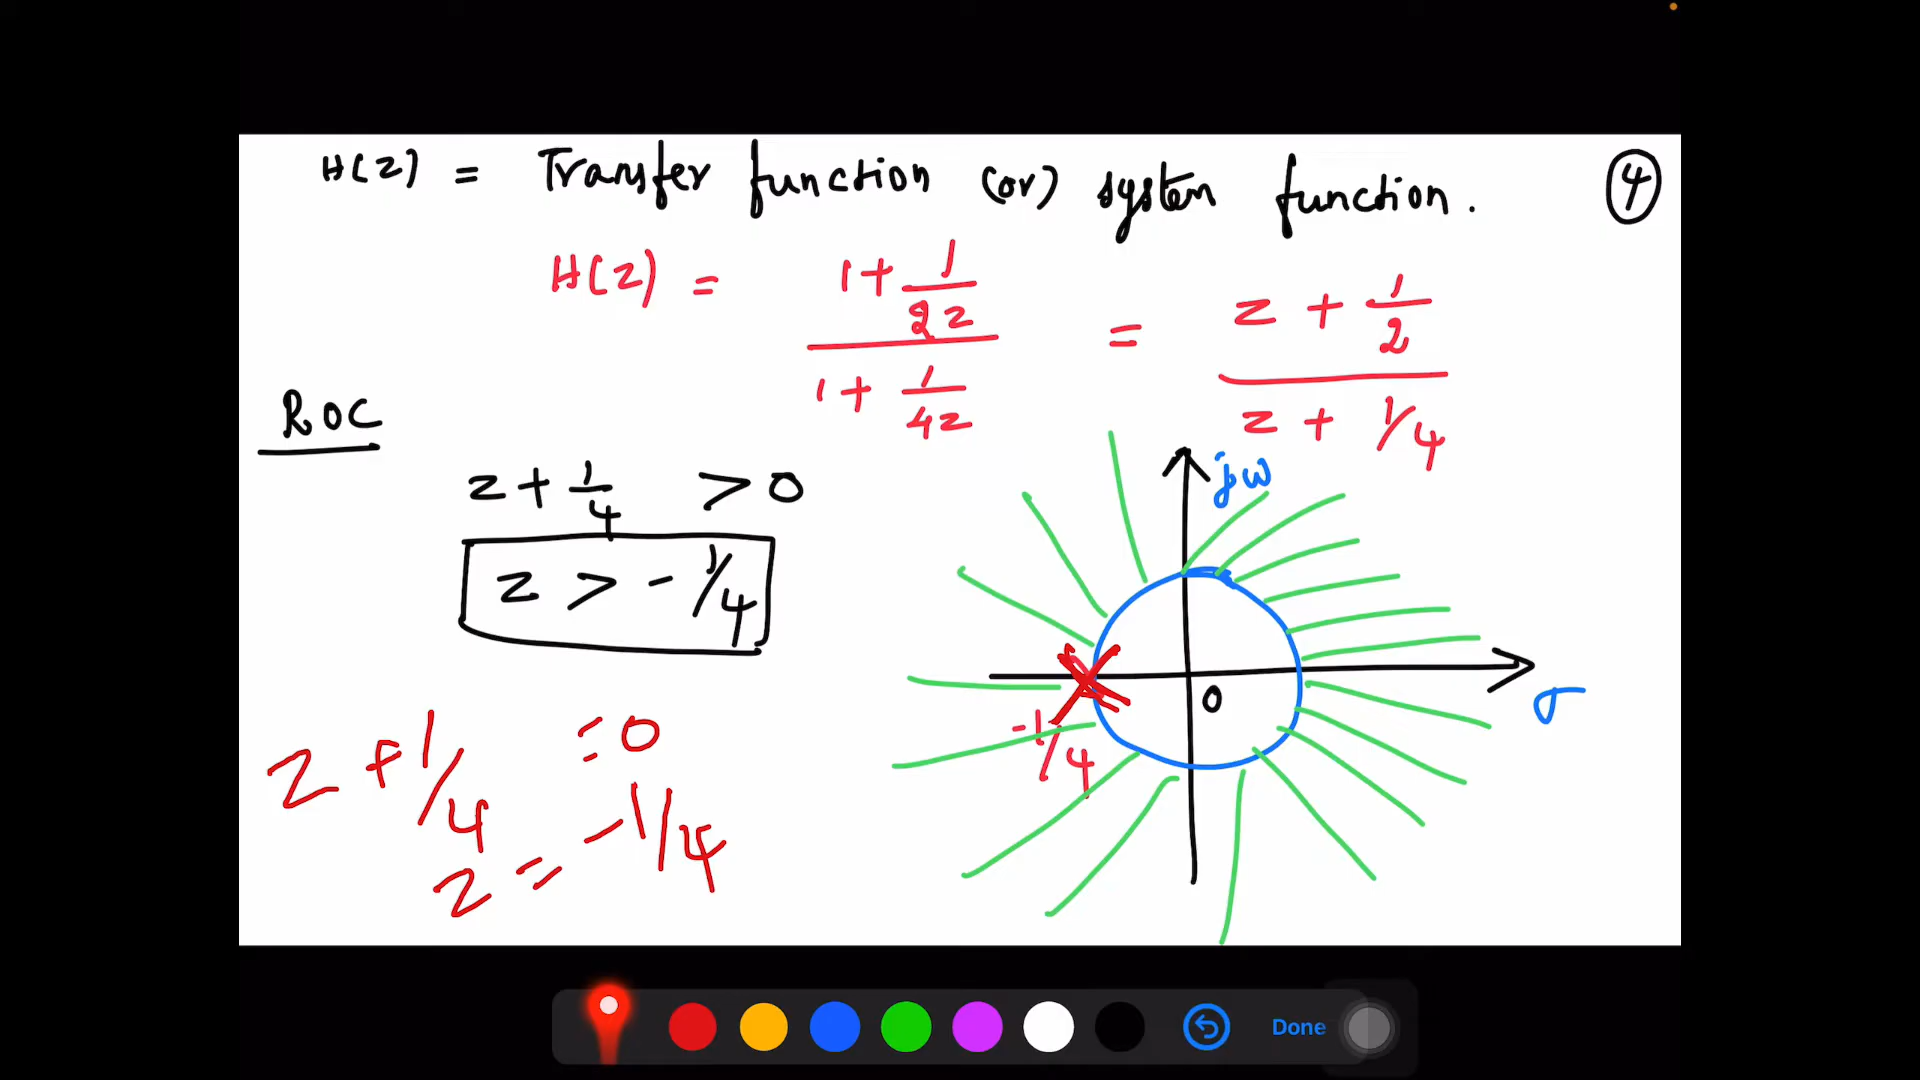 H(z) = Transfer function (or) system function. 4
H(z) = 1+1/2z / 1+1/4z = z+1/2 / z+1/4
ROC
z+1/4 >0
z > -1/4
jω
0
σ
-1/4
z+1/4 =0
z = -1/4
Done